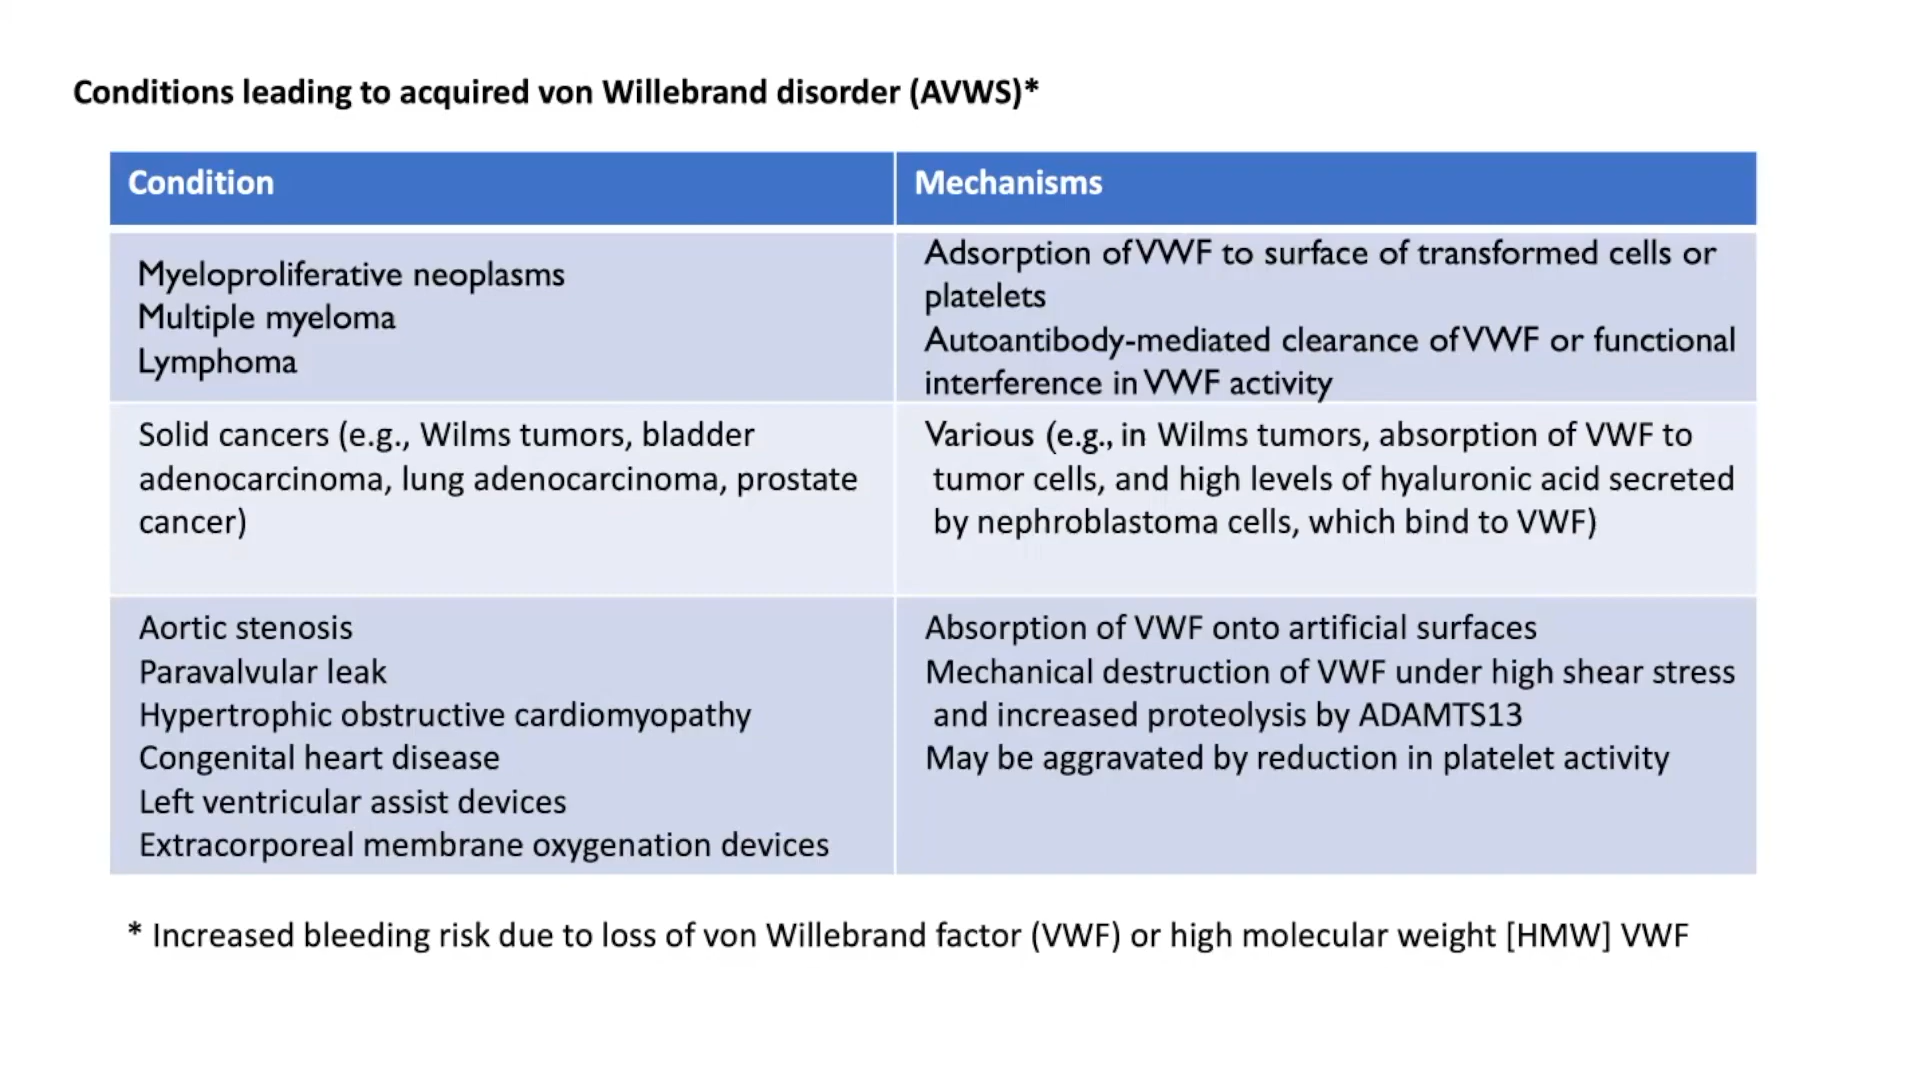 Conditions leading to acquired von Willebrand disorder (AVWS)*
Condition
Mechanisms
Myeloproliferative neoplasms
Multiple myeloma
Lymphoma
Adsorption of VWF to surface of transformed cells or
platelets
Autoantibody-mediated clearance of VWF or functional
interference in VWF activity
Solid cancers (e.g., Wilms tumors, bladder
adenocarcinoma, lung adenocarcinoma, prostate
cancer)
Various (e.g., in Wilms tumors, absorption of VWF to
tumor cells, and high levels of hyaluronic acid secreted
by nephroblastoma cells, which bind to VWF)
Aortic stenosis
Paravalvular leak
Hypertrophic obstructive cardiomyopathy
Congenital heart disease
Left ventricular assist devices
Extracorporeal membrane oxygenation devices
Absorption of VWF onto artificial surfaces
Mechanical destruction of VWF under high shear stress
and increased proteolysis by ADAMTS13
May be aggravated by reduction in platelet activity
* Increased bleeding risk due to loss of von Willebrand factor (VWF) or high molecular weight [HMW] VWF